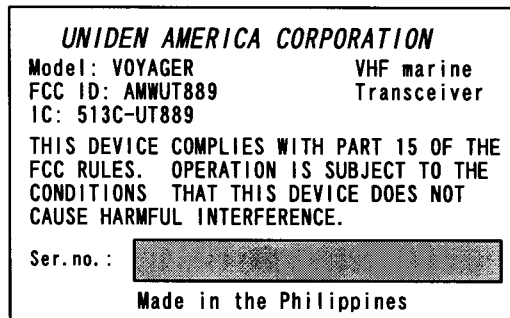 UNIDEN AMERICA CORPORATION
Model: VOYAGER VHF marine
FCC ID: AMWUT889 Transceiver
IC: 513C-UT889
THIS DEVICE COMPLIES WITH PART 15 OF THE
FCC RULES. OPERATION IS SUBJECT TO THE
CONDITIONS THAT THIS DEVICE DOES NOT
CAUSE HARMFUL INTERFERENCE.
Ser.no.:
Made in the Philippines